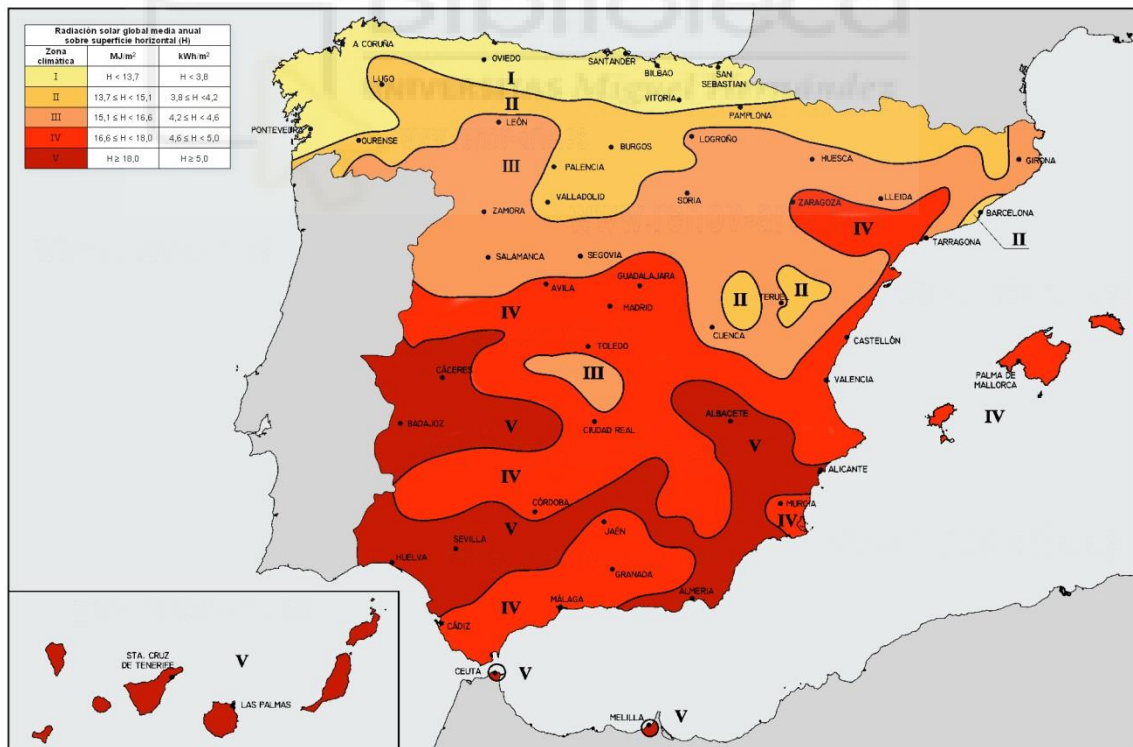 Biblioteca
UNIVERSITAS Miguel Hernández
Radiación solar global media anual
sobre superficie horizontal (H)
Zona climática MJ/m² kWh/m²
I H < 13,7 H < 3,8
II 13,7 ≤ H < 15,1 3,8 ≤ H <4,2
III 15,1 ≤ H < 16,6 4,2 ≤ H < 4,6
IV 16,6 ≤ H < 18,0 4,6 ≤ H < 5,0
V H ≥ 18,0 H ≥ 5,0
A CORUÑA
OVIEDO
SANTANDER
BILBAO
SAN SEBASTIAN
LUGO
I
VITORIA
II
PAMPLONA
PONTEVEDRA
OURENSE
LEÓN
BURGOS
LOGROÑO
HUESCA
GIRONA
III
PALENCIA
VALLADOLID
ZAMORA
SORIA
ZARAGOZA
LLEIDA
BARCELONA
IV
TARRAGONA
II
SALAMANCA
SEGOVIA
AVILA
GUADALAJARA
IV
MADRID
II
TERUEL
II
CUENCA
CASTELLÓN
TOLEDO
III
CÁCERES
VALENCIA
PALMA DE MALLORCA
IV
BADAJOZ
V
CIUDAD REAL
ALBACETE
V
ALICANTE
IV
CÓRDOBA
MURCIA
IV
V
JAÉN
SEVILLA
HUELVA
GRANADA
ALMERÍA
MÁLAGA
IV
CÁDIZ
CEUTA
V
MELILLA
V
STA. CRUZ
DE TENERIFE
V
LAS PALMAS